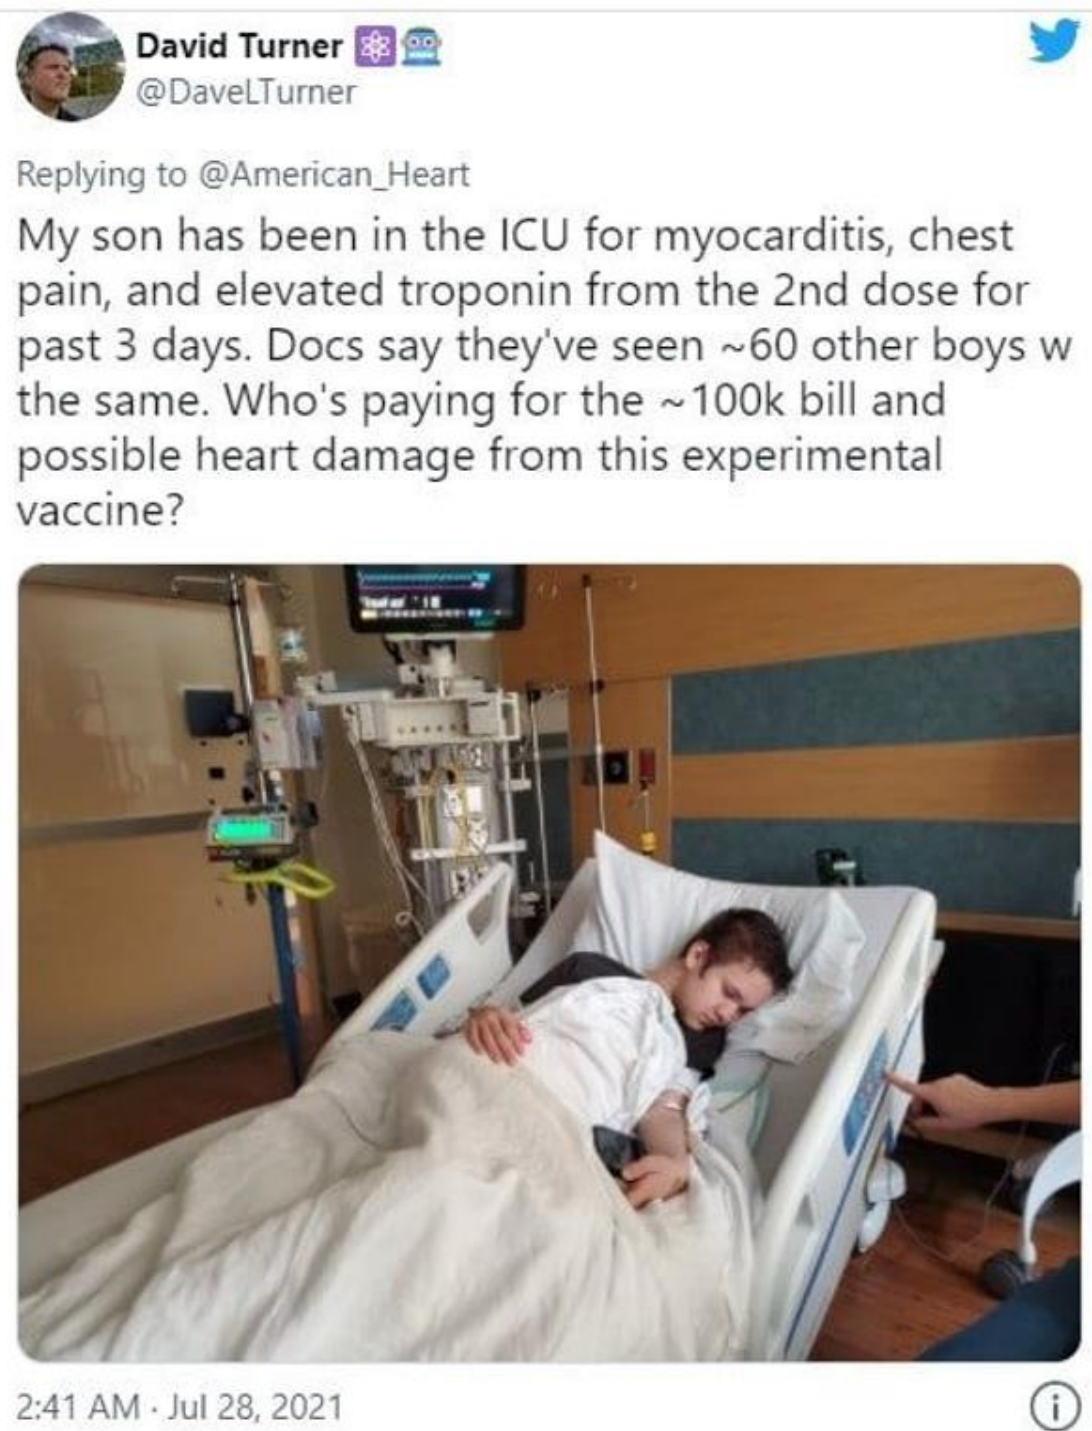 David Turner
@DaveLTurner
Replying to @American_Heart
My son has been in the ICU for myocarditis, chest
pain, and elevated troponin from the 2nd dose for
past 3 days. Docs say they've seen ~60 other boys w
the same. Who's paying for the ~100k bill and
possible heart damage from this experimental
vaccine?
2:41 AM · Jul 28, 2021